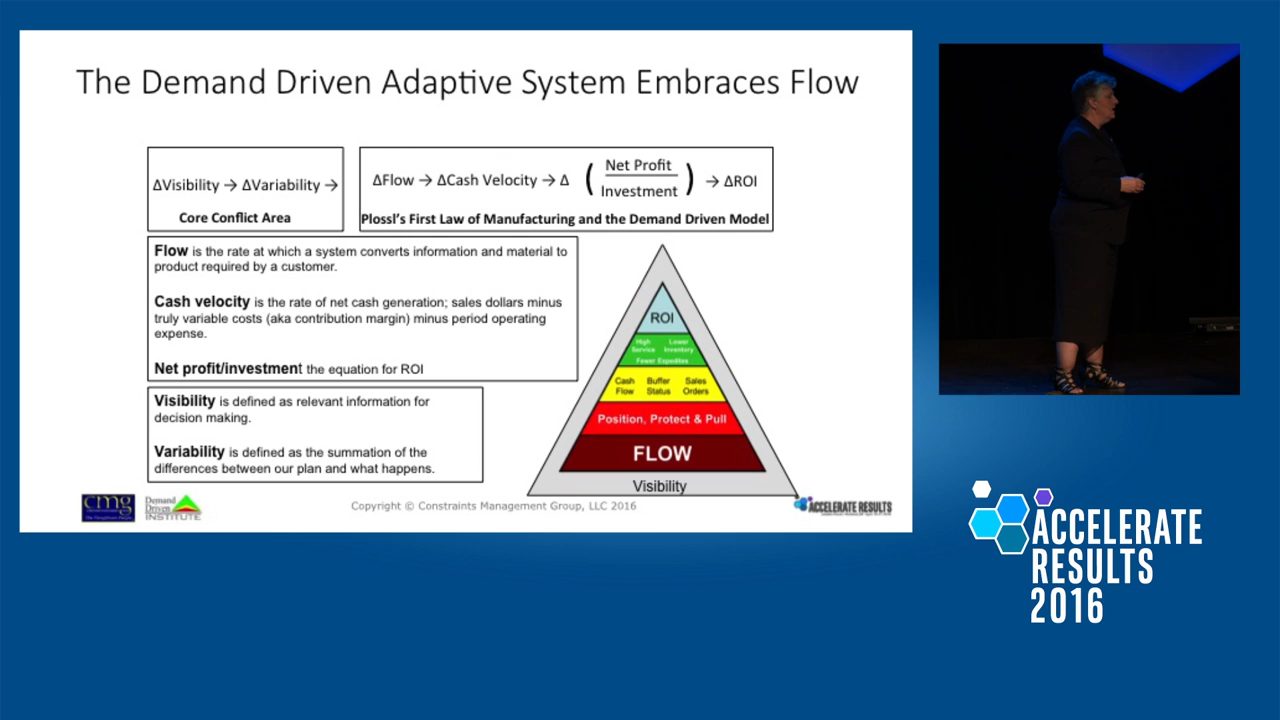 The Demand Driven Adaptive System Embraces Flow
ΔVisibility → ΔVariability →
Core Conflict Area
ΔFlow → ΔCash Velocity → Δ ( Net Profit
Investment ) → ΔROI
Plossl's First Law of Manufacturing and the Demand Driven Model
Flow is the rate at which a system converts information and material to
product required by a customer.
Cash velocity is the rate of net cash generation; sales dollars minus
truly variable costs (aka contribution margin) minus period operating
expense.
Net profit/investment the equation for ROI
Visibility is defined as relevant information for
decision making.
Variability is defined as the summation of the
differences between our plan and what happens.
ROI
High Lower
Service Inventory
Fewer Expedites
Cash Buffer Sales
Flow Status Orders
Position, Protect & Pull
FLOW
Visibility
cmg
Demand
Driven
INSTITUTE
Copyright © Constraints Management Group, LLC 2016
ACCELERATE RESULTS
ACCELERATE
RESULTS
2016